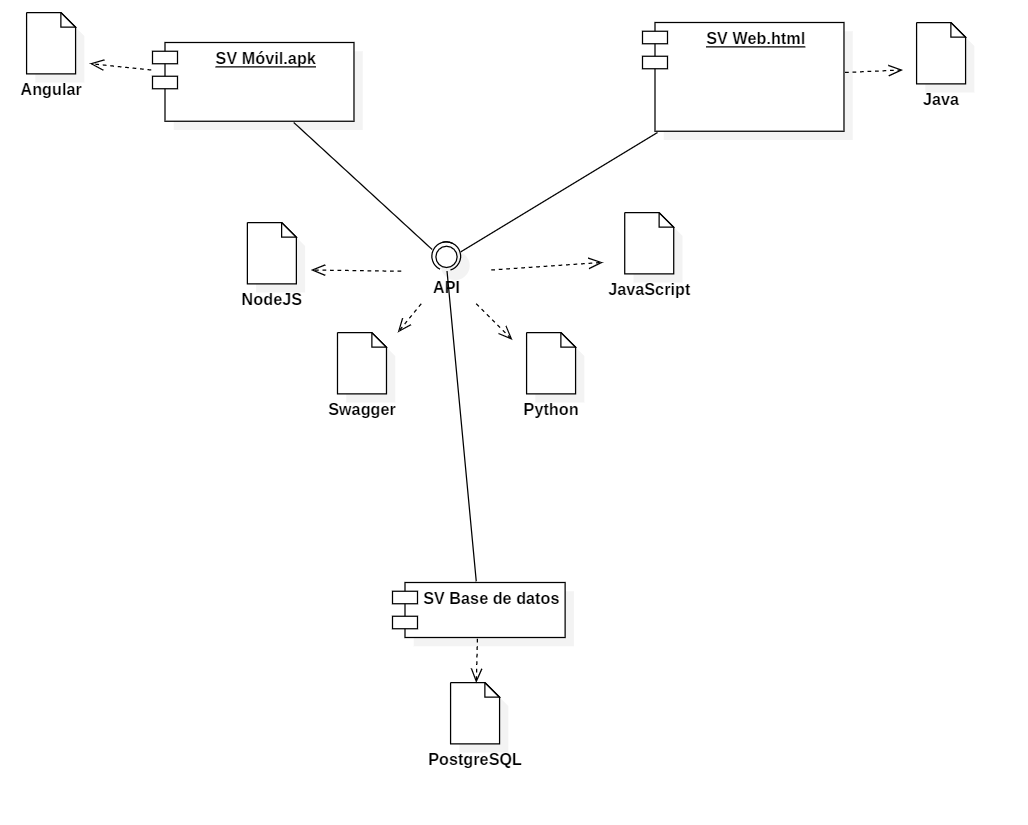 SV Móvil.apk
SV Web.html
Angular
Java
API
NodeJS
JavaScript
Swagger
Python
SV Base de datos
PostgreSQL